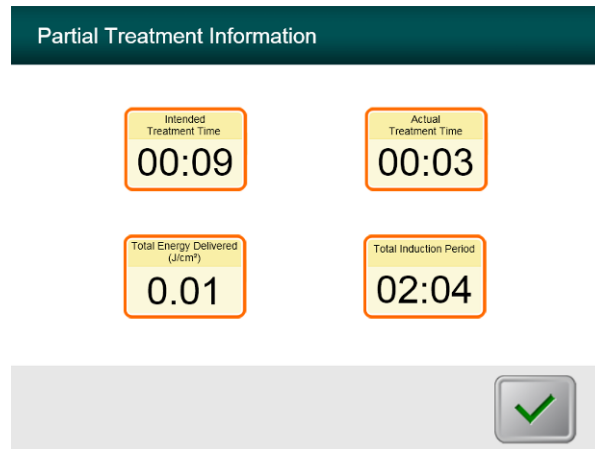 Partial Treatment Information
Intended
Treatment Time
00:09
Actual
Treatment Time
00:03
Total Energy Delivered
(J/cm²)
0.01
Total Induction Period
02:04